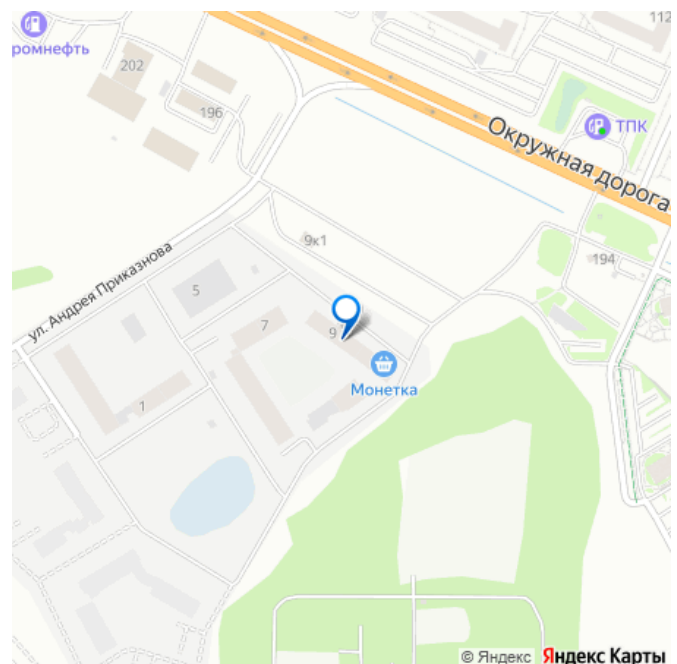 112
ромнефть
202
196
ТПК
Окружная дорога
9к1
194
ул. Андрея Приказнова
5
7
9
Монетка
1
© Яндекс Яндекс Карты